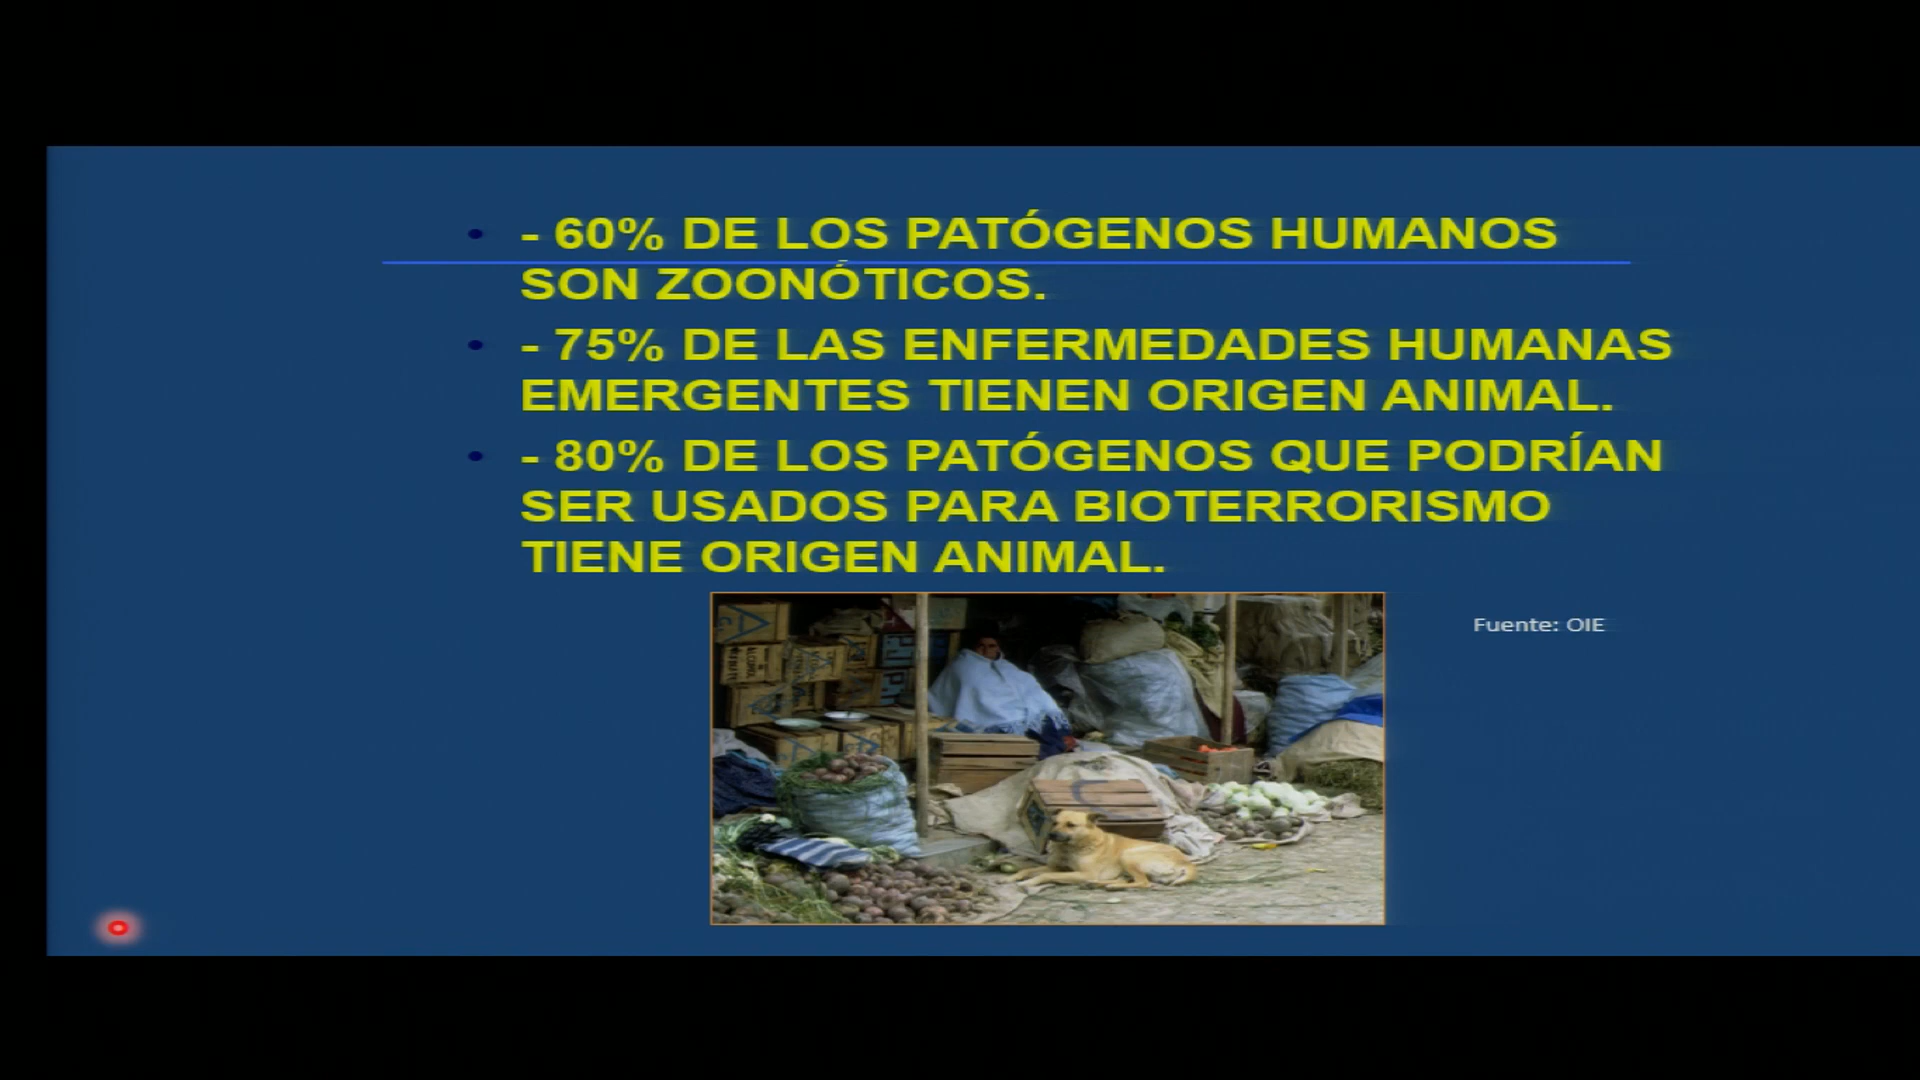 • - 60% DE LOS PATÓGENOS HUMANOS
SON ZOONÓTICOS.
• - 75% DE LAS ENFERMEDADES HUMANAS
EMERGENTES TIENEN ORIGEN ANIMAL.
• - 80% DE LOS PATÓGENOS QUE PODRÍAN
SER USADOS PARA BIOTERRORISMO
TIENE ORIGEN ANIMAL.
Fuente: OIE